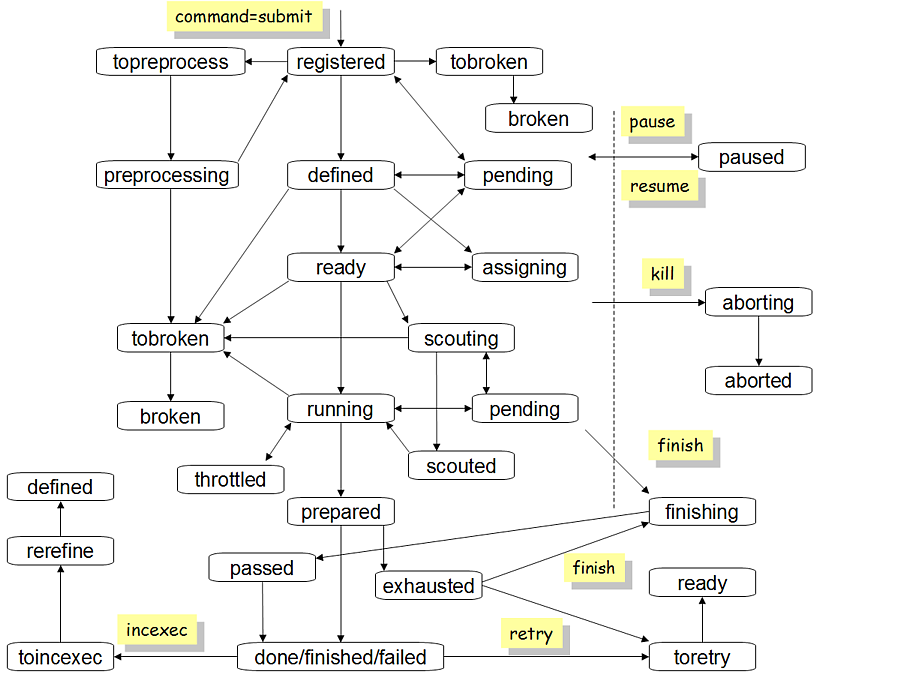 command=submit
topreprocess
registered
tobroken
broken
pause
paused
preprocessing
defined
pending
resume
ready
assigning
kill
aborting
tobroken
scouting
aborted
broken
running
pending
finish
throttled
scouted
defined
prepared
finishing
rerefine
passed
exhausted
finish
ready
incexec
retry
toincexec
done/finished/failed
toretry